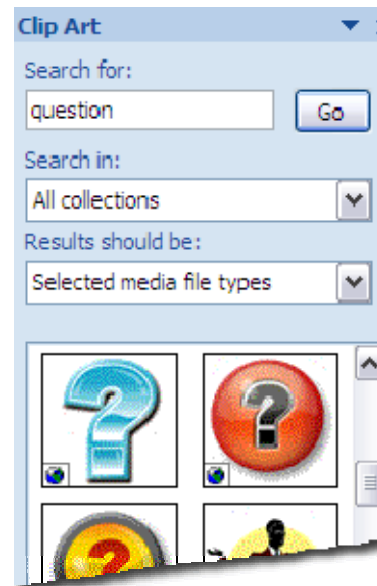 Clip Art
Search for:
question
Go
Search in:
All collections
Results should be:
Selected media file types
?
?
?